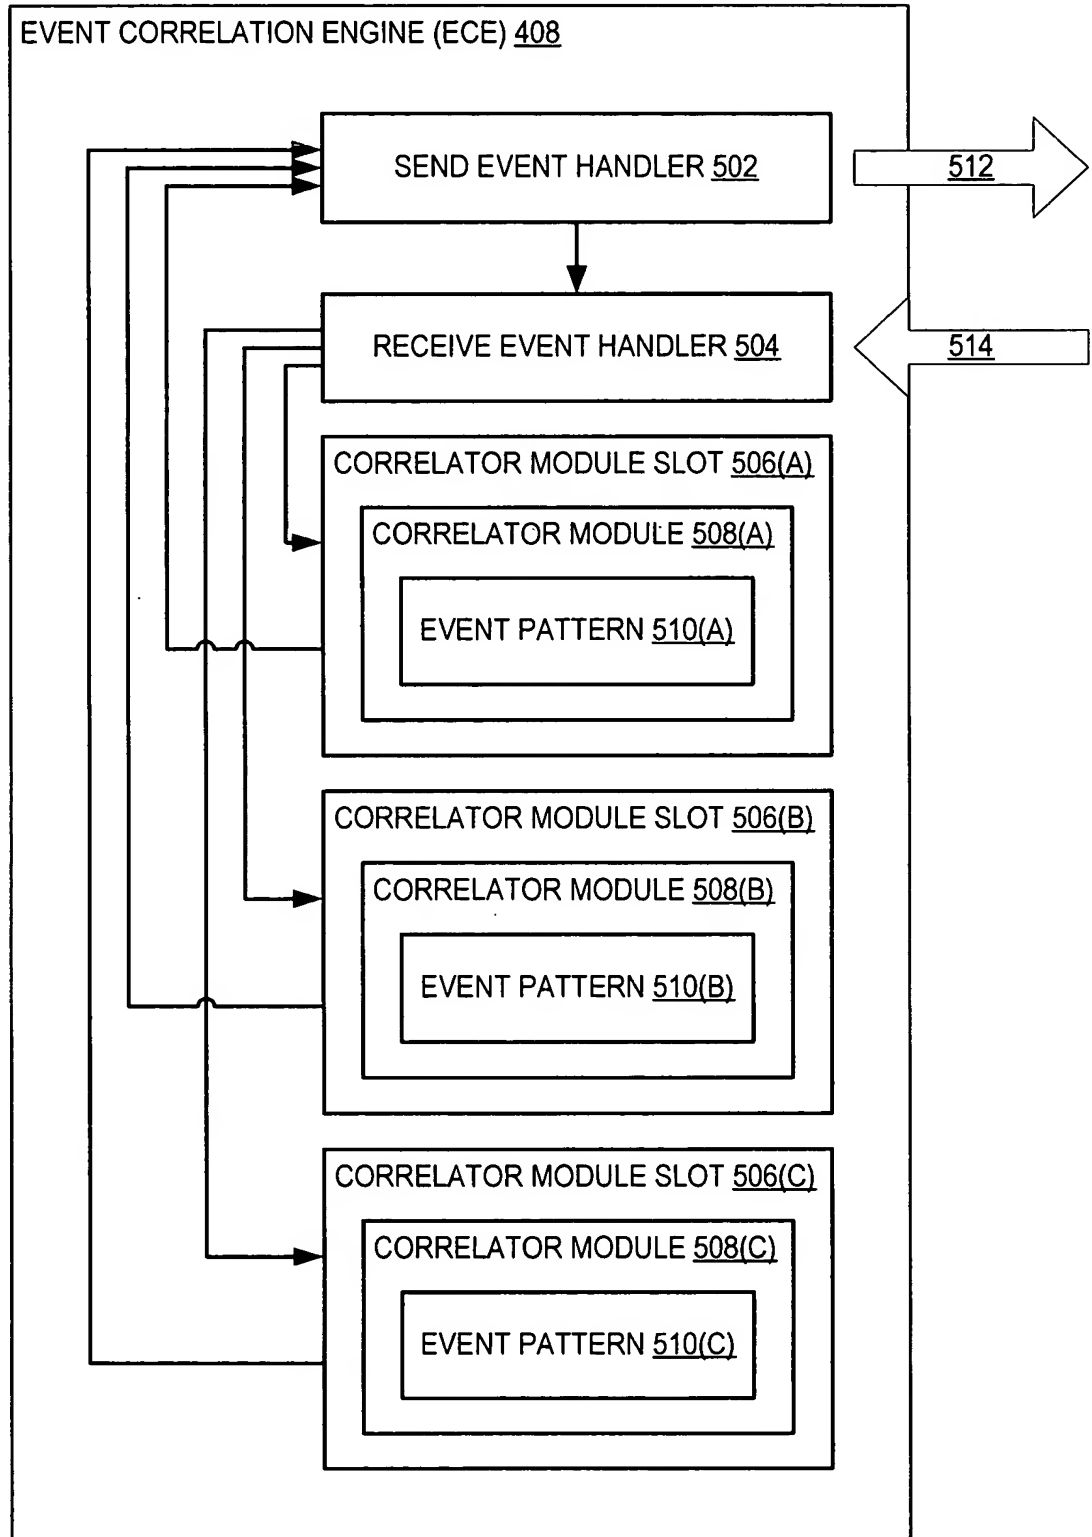 EVENT CORRELATION ENGINE (ECE) 408
SEND EVENT HANDLER 502
512
RECEIVE EVENT HANDLER 504
514
CORRELATOR MODULE SLOT 506(A)
CORRELATOR MODULE 508(A)
EVENT PATTERN 510(A)
CORRELATOR MODULE SLOT 506(B)
CORRELATOR MODULE 508(B)
EVENT PATTERN 510(B)
CORRELATOR MODULE SLOT 506(C)
CORRELATOR MODULE 508(C)
EVENT PATTERN 510(C)